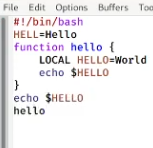 File Edit Options Buffers Too
#!/bin/bash
HELL=Hello
function hello {
LOCAL HELLO=World
echo $HELLO
}
echo $HELLO
hello